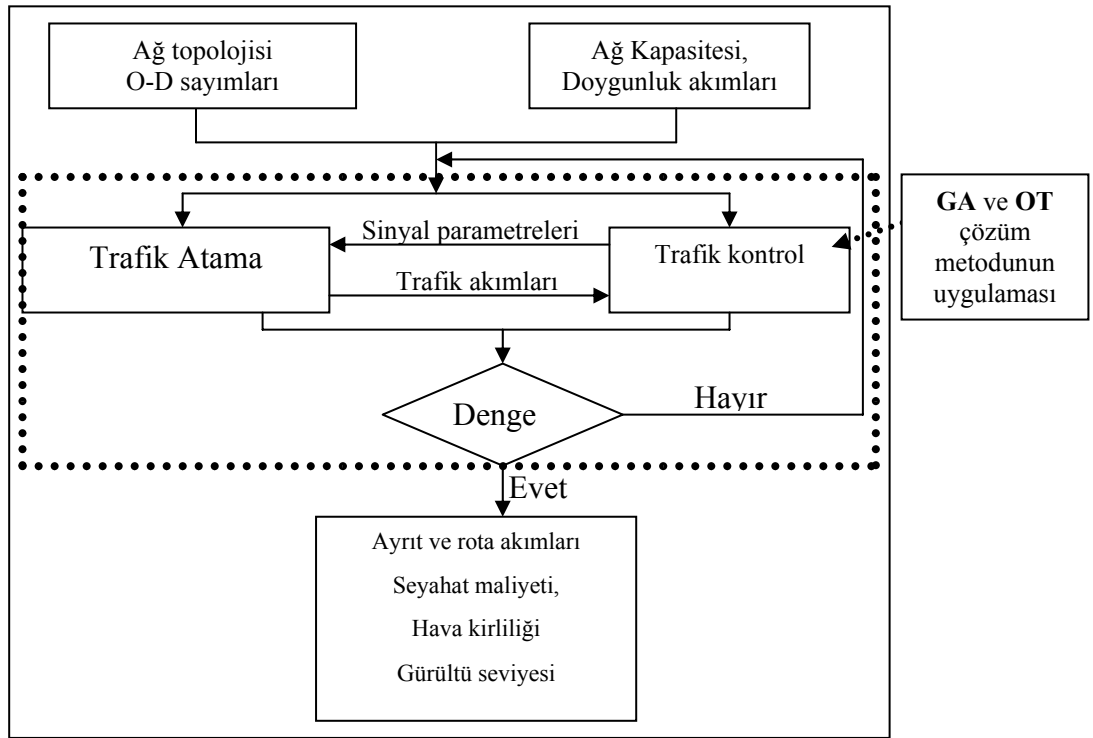 Ağ topolojisi
O-D sayımları
Ağ Kapasitesi,
Doygunluk akımları
GA ve OT
çözüm
metodunun
uygulaması
Trafik Atama
Sinyal parametreleri
Trafik akımları
Trafik kontrol
Denge
Hayır
Evet
Ayrıt ve rota akımları
Seyahat maliyeti,
Hava kirliliği
Gürültü seviyesi